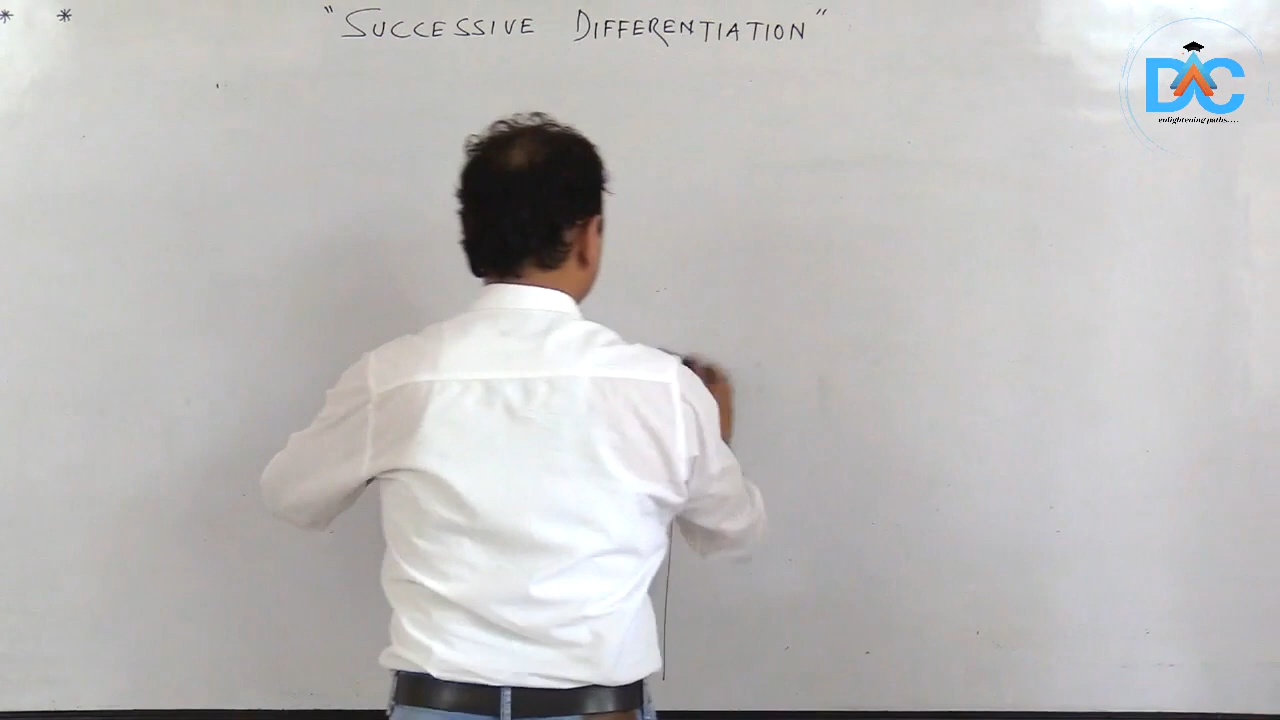 * * "SUCCESSIVE DIFFERENTIATION"
DAC
enlightening paths....